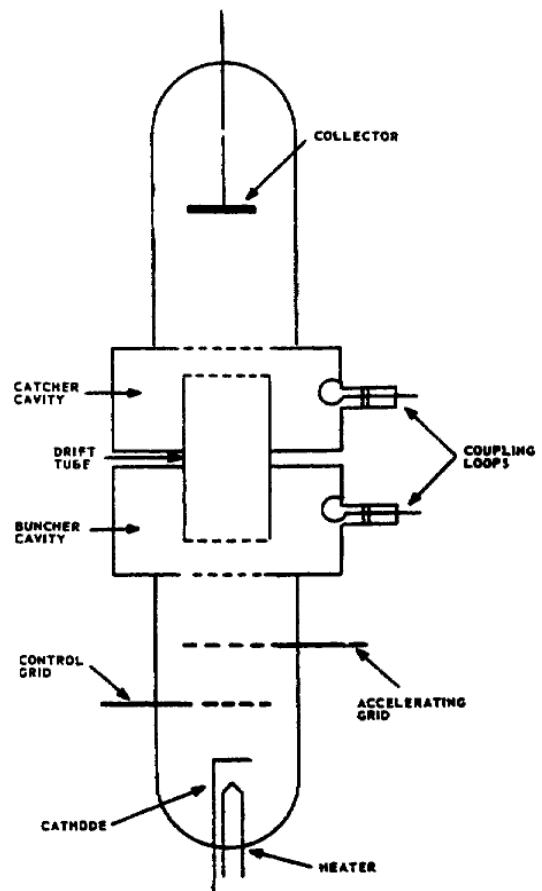 COLLECTOR
CATCHER
CAVITY
DRIFT
TUBE
COUPLING
LOOPS
BUNCHER
CAVITY
CONTROL
GRID
ACCELERATING
GRID
CATHODE
HEATER